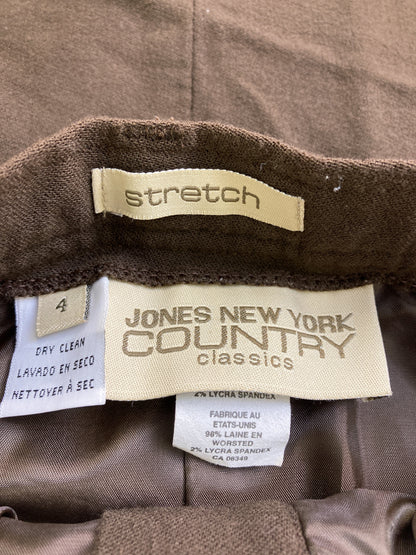 stretch
4
DRY CLEAN
LAVADO EN SECO
NETTOYER À SEC
JONES NEW YORK
COUNTRY
classics
2% LYCRA SPANDEX
FABRIQUE AU
ETATS-UNIS
98% LAINE EN
WORSTED
2% LYCRA SPANDEX
CA 08349